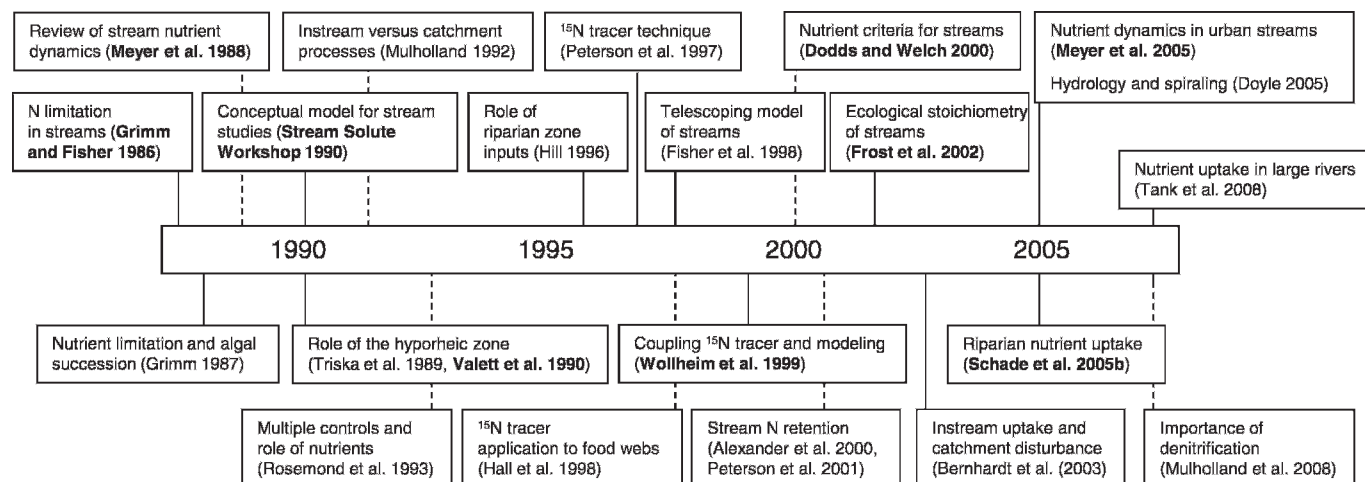 Review of stream nutrient
dynamics (Meyer et al. 1988)
Instream versus catchment
processes (Mulholland 1992)
¹⁵N tracer technique
(Peterson et al. 1997)
Nutrient criteria for streams
(Dodds and Welch 2000)
Nutrient dynamics in urban streams
(Meyer et al. 2005)
Hydrology and spiraling (Doyle 2005)
N limitation
in streams (Grimm
and Fisher 1986)
Conceptual model for stream
studies (Stream Solute
Workshop 1990)
Role of
riparian zone
inputs (Hill 1996)
Telescoping model
of streams
(Fisher et al. 1998)
Ecological stoichiometry
of streams
(Frost et al. 2002)
Nutrient uptake in large rivers
(Tank et al. 2008)
1990 1995 2000 2005
Nutrient limitation and algal
succession (Grimm 1987)
Role of the hyporheic zone
(Triska et al. 1989, Valett et al. 1990)
Coupling ¹⁵N tracer and modeling
(Wollheim et al. 1999)
Riparian nutrient uptake
(Schade et al. 2005b)
Multiple controls and
role of nutrients
(Rosemond et al. 1993)
¹⁵N tracer
application to food webs
(Hall et al. 1998)
Stream N retention
(Alexander et al. 2000,
Peterson et al. 2001)
Instream uptake and
catchment disturbance
(Bernhardt et al. (2003)
Importance of
denitrification
(Mulholland et al. 2008)